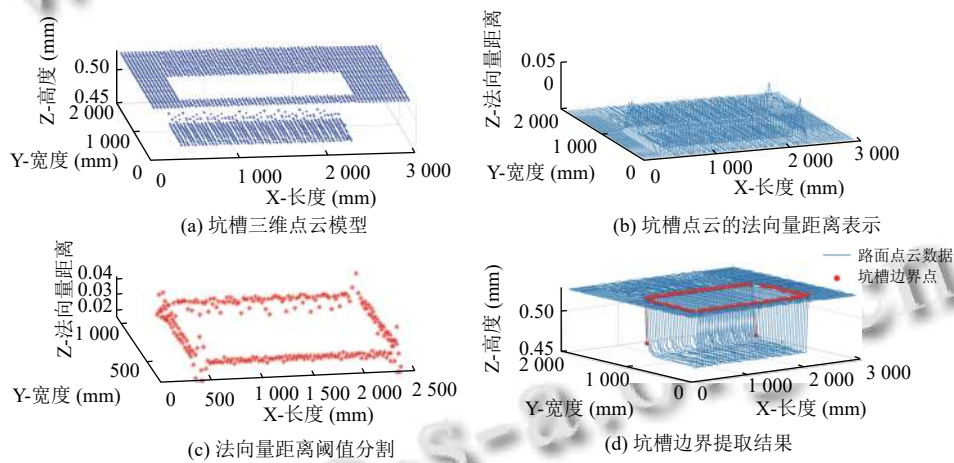 Z-高度 (mm)
0.50
0.45
2 000
1 000
0
Y-宽度 (mm)
0
1 000
2 000
3 000
X-长度 (mm)
(a) 坑槽三维点云模型
Z-法向量距离
0.05
0
2 000
1 000
0
Y-宽度 (mm)
0
1 000
2 000
3 000
X-长度 (mm)
(b) 坑槽点云的法向量距离表示
Z-法向量距离
0.04
0.03
0.02
1 000
500
Y-宽度 (mm)
0
500
1 000
1 500
2 000
2 500
X-长度 (mm)
(c) 法向量距离阈值分割
路面点云数据
坑槽边界点
Z-高度 (mm)
0.50
0.45
2 000
1 000
0
Y-宽度 (mm)
0
1 000
2 000
3 000
X-长度 (mm)
(d) 坑槽边界提取结果